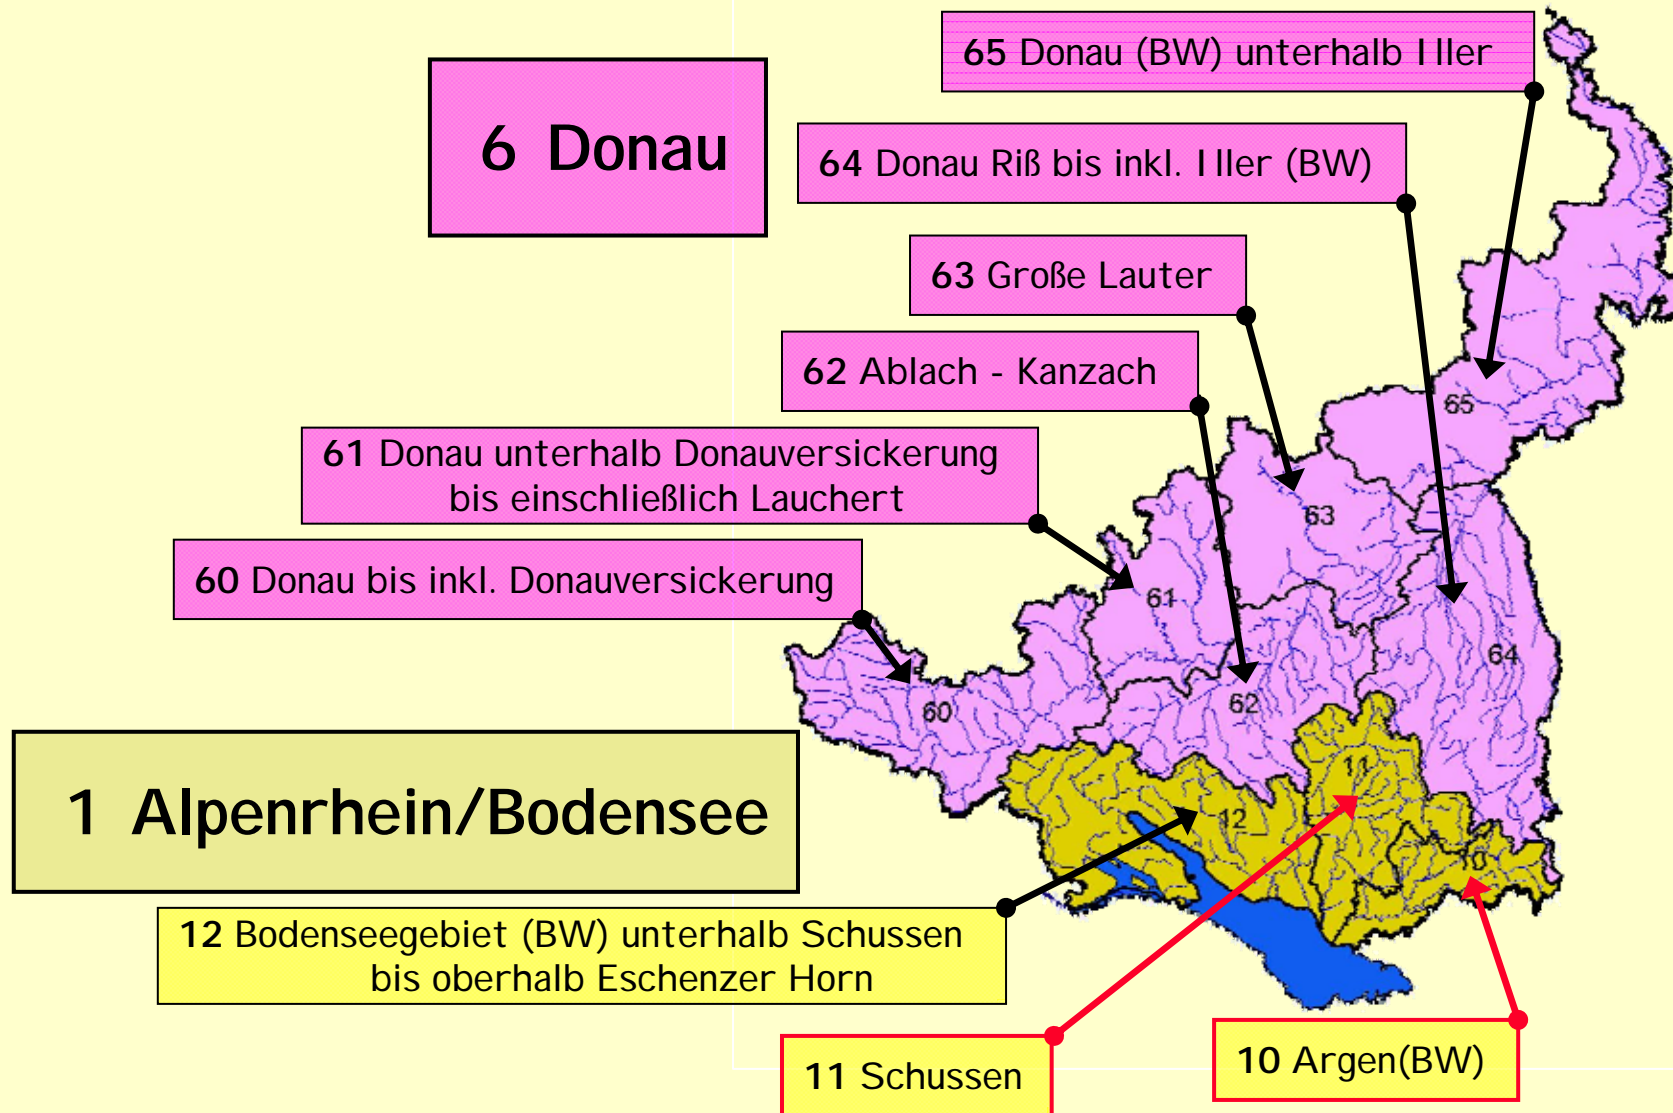 65 Donau (BW) unterhalb Iller
6 Donau
64 Donau Riß bis inkl. Iller (BW)
63 Große Lauter
62 Ablach - Kanzach
61 Donau unterhalb Donauversickerung
bis einschließlich Lauchert
60 Donau bis inkl. Donauversickerung
65
63
61
64
62
60
1 Alpenrhein/Bodensee
11
12
10
12 Bodenseegebiet (BW) unterhalb Schussen
bis oberhalb Eschenzer Horn
11 Schussen
10 Argen(BW)